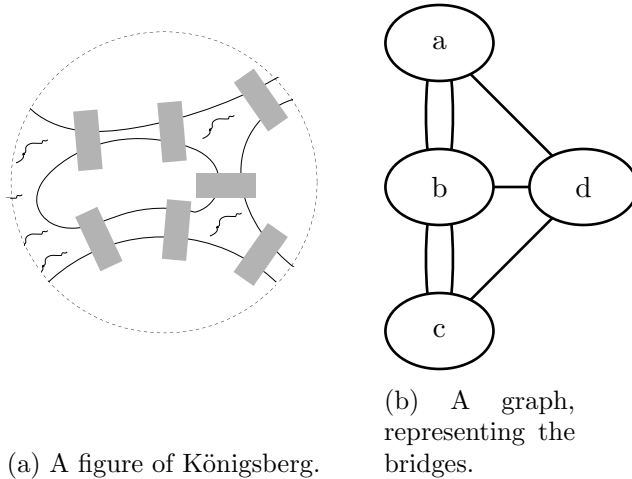 a
b
d
c
(b) A graph,
representing the
bridges.
(a) A figure of Königsberg.